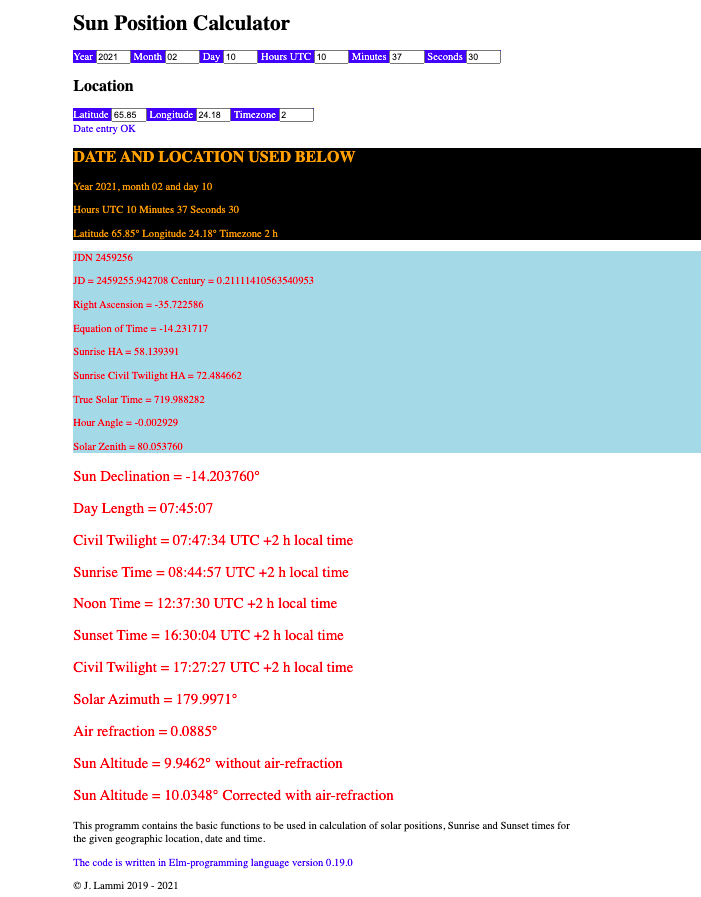 Sun Position Calculator
Year 2021 Month 02 Day 10 Hours UTC 10 Minutes 37 Seconds 30
Location
Latitude 65.85 Longitude 24.18 Timezone 2
Date entry OK
DATE AND LOCATION USED BELOW
Year 2021, month 02 and day 10
Hours UTC 10 Minutes 37 Seconds 30
Latitude 65.85° Longitude 24.18° Timezone 2 h
JDN 2459256
JD = 2459255.942708 Century = 0.21111410563540953
Right Ascension = -35.722586
Equation of Time = -14.231717
Sunrise HA = 58.139391
Sunrise Civil Twilight HA = 72.484662
True Solar Time = 719.988282
Hour Angle = -0.002929
Solar Zenith = 80.053760
Sun Declination = -14.203760°
Day Length = 07:45:07
Civil Twilight = 07:47:34 UTC +2 h local time
Sunrise Time = 08:44:57 UTC +2 h local time
Noon Time = 12:37:30 UTC +2 h local time
Sunset Time = 16:30:04 UTC +2 h local time
Civil Twilight = 17:27:27 UTC +2 h local time
Solar Azimuth = 179.9971°
Air refraction = 0.0885°
Sun Altitude = 9.9462° without air-refraction
Sun Altitude = 10.0348° Corrected with air-refraction
This programm contains the basic functions to be used in calculation of solar positions, Sunrise and Sunset times for
the given geographic location, date and time.
The code is written in Elm-programming language version 0.19.0
© J. Lammi 2019 - 2021